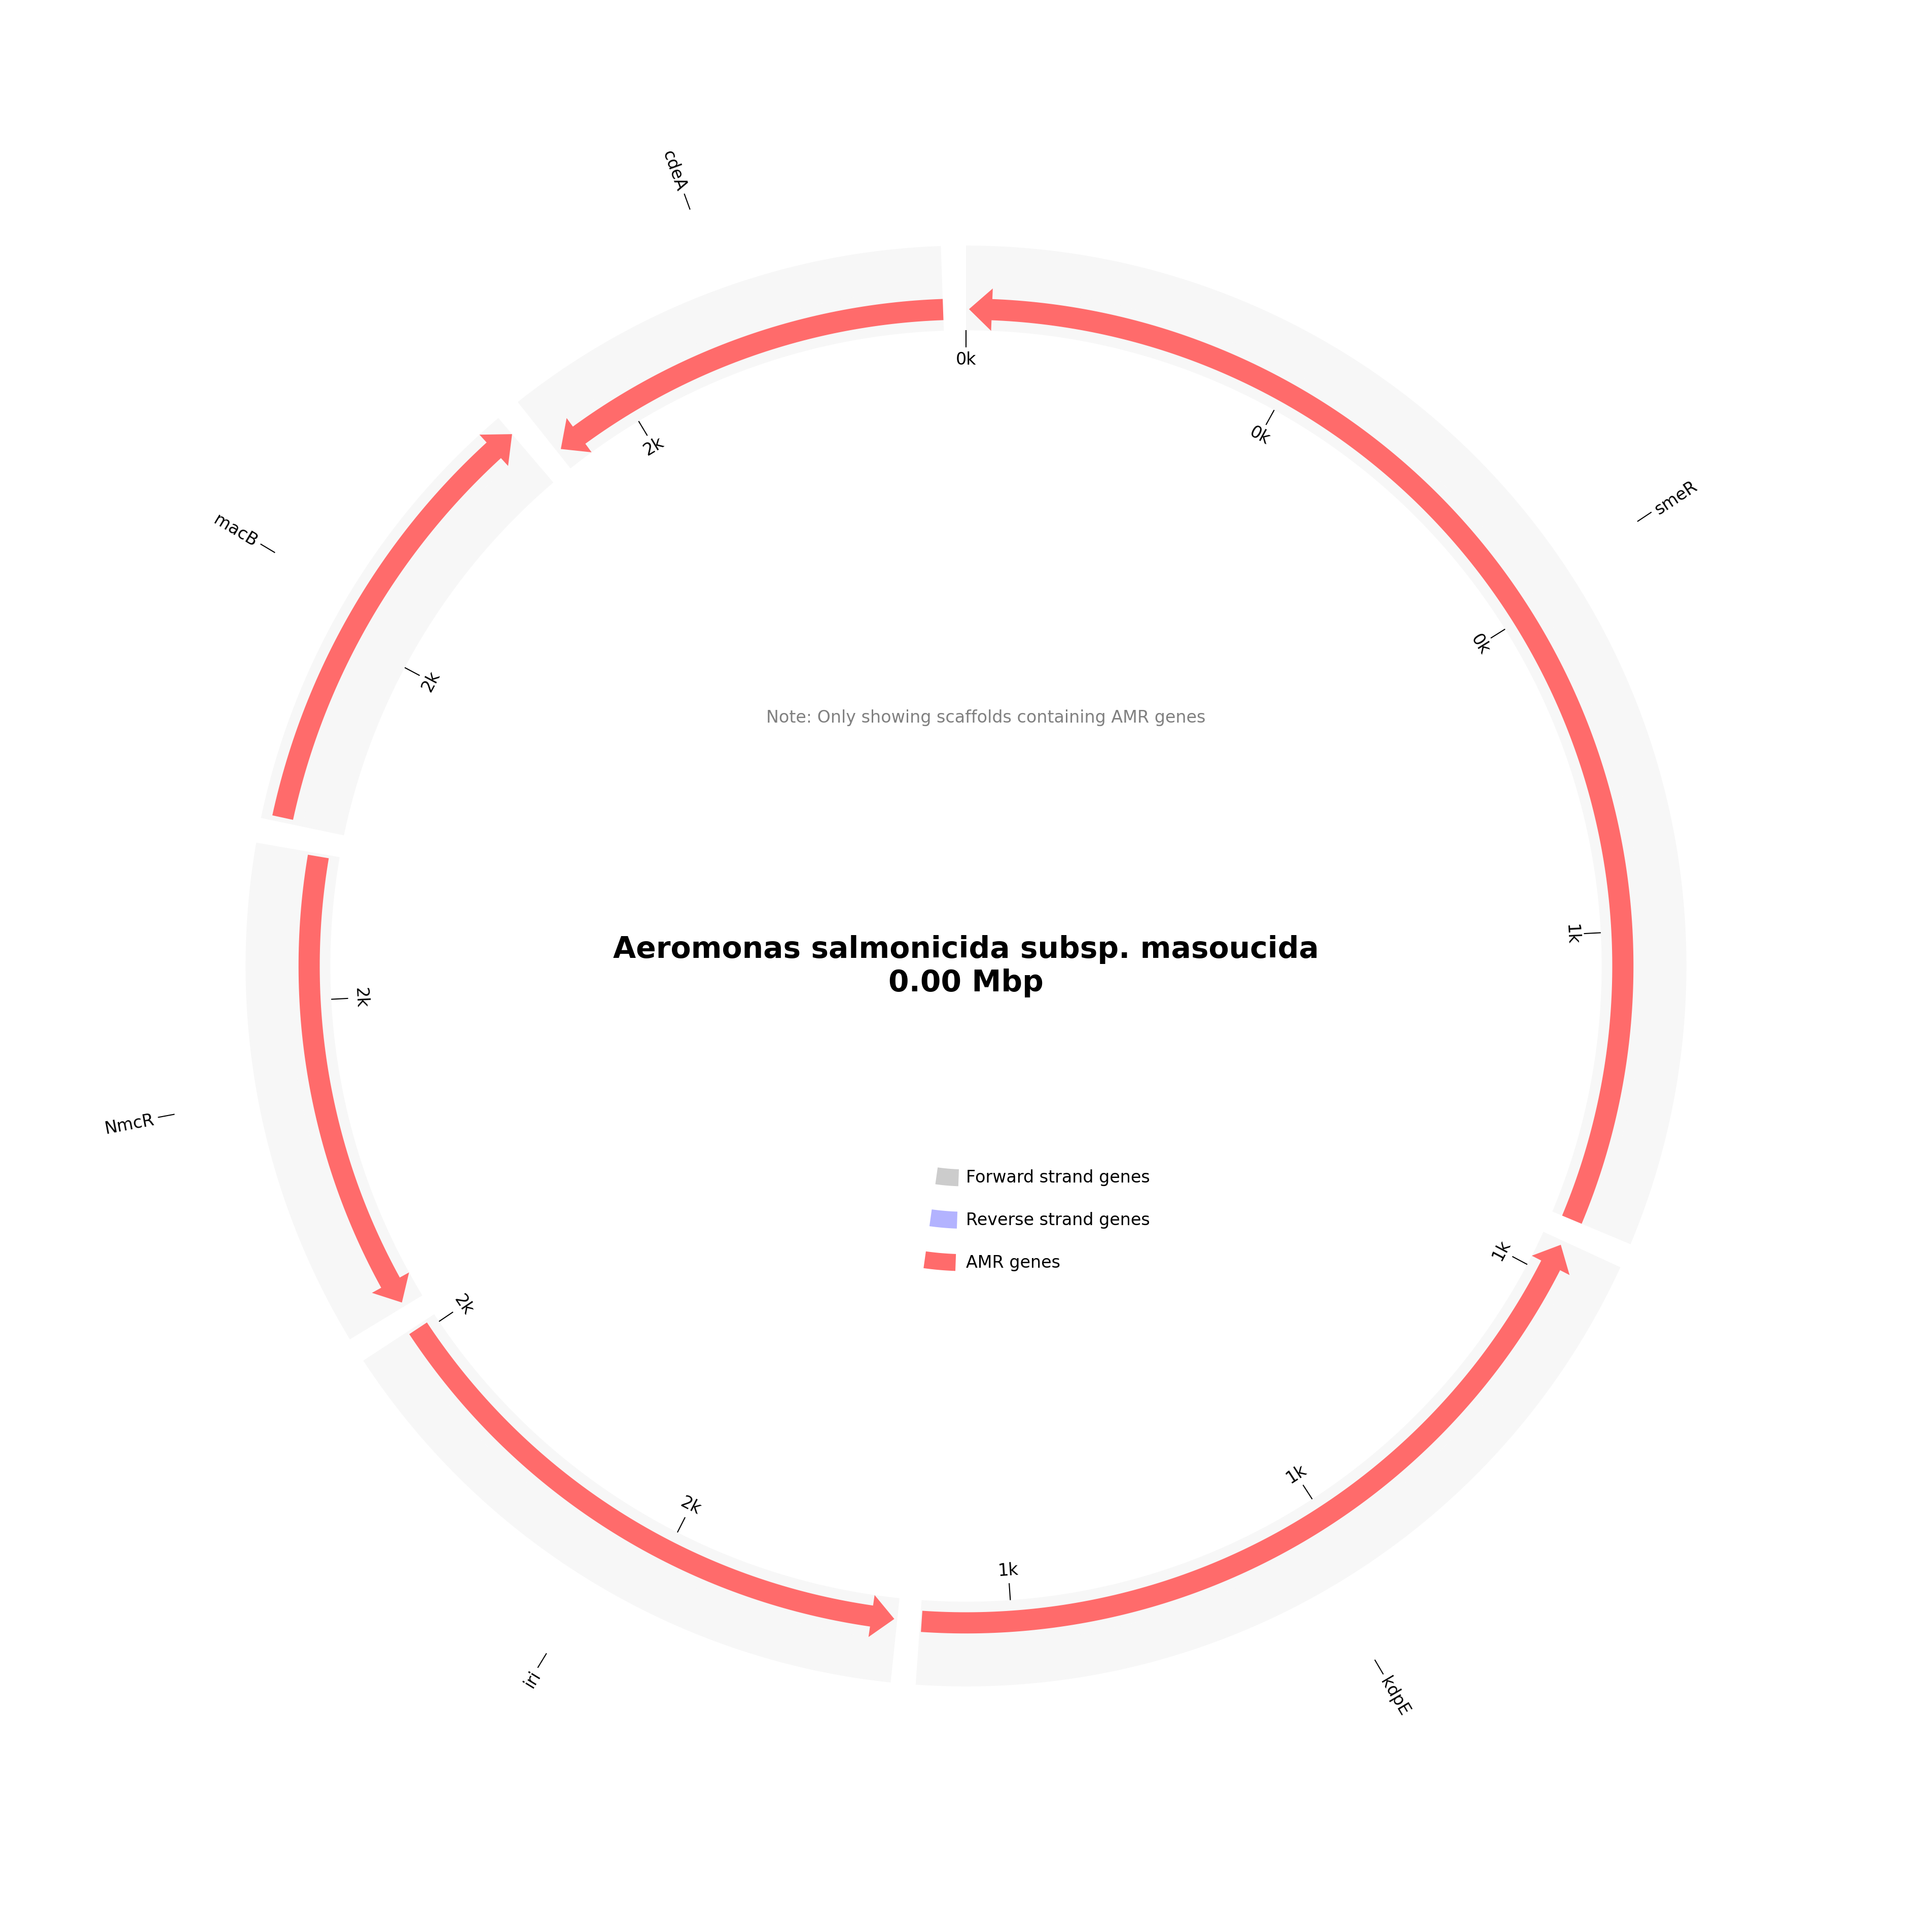 cdeA
smeR
macB
0k
0k
2k
0k
2k
Note: Only showing scaffolds containing AMR genes
1k
Aeromonas salmonicida subsp. masoucida
0.00 Mbp
2k
NmcR
Forward strand genes
Reverse strand genes
AMR genes
1k
2k
1k
2k
1k
iri
kdpE